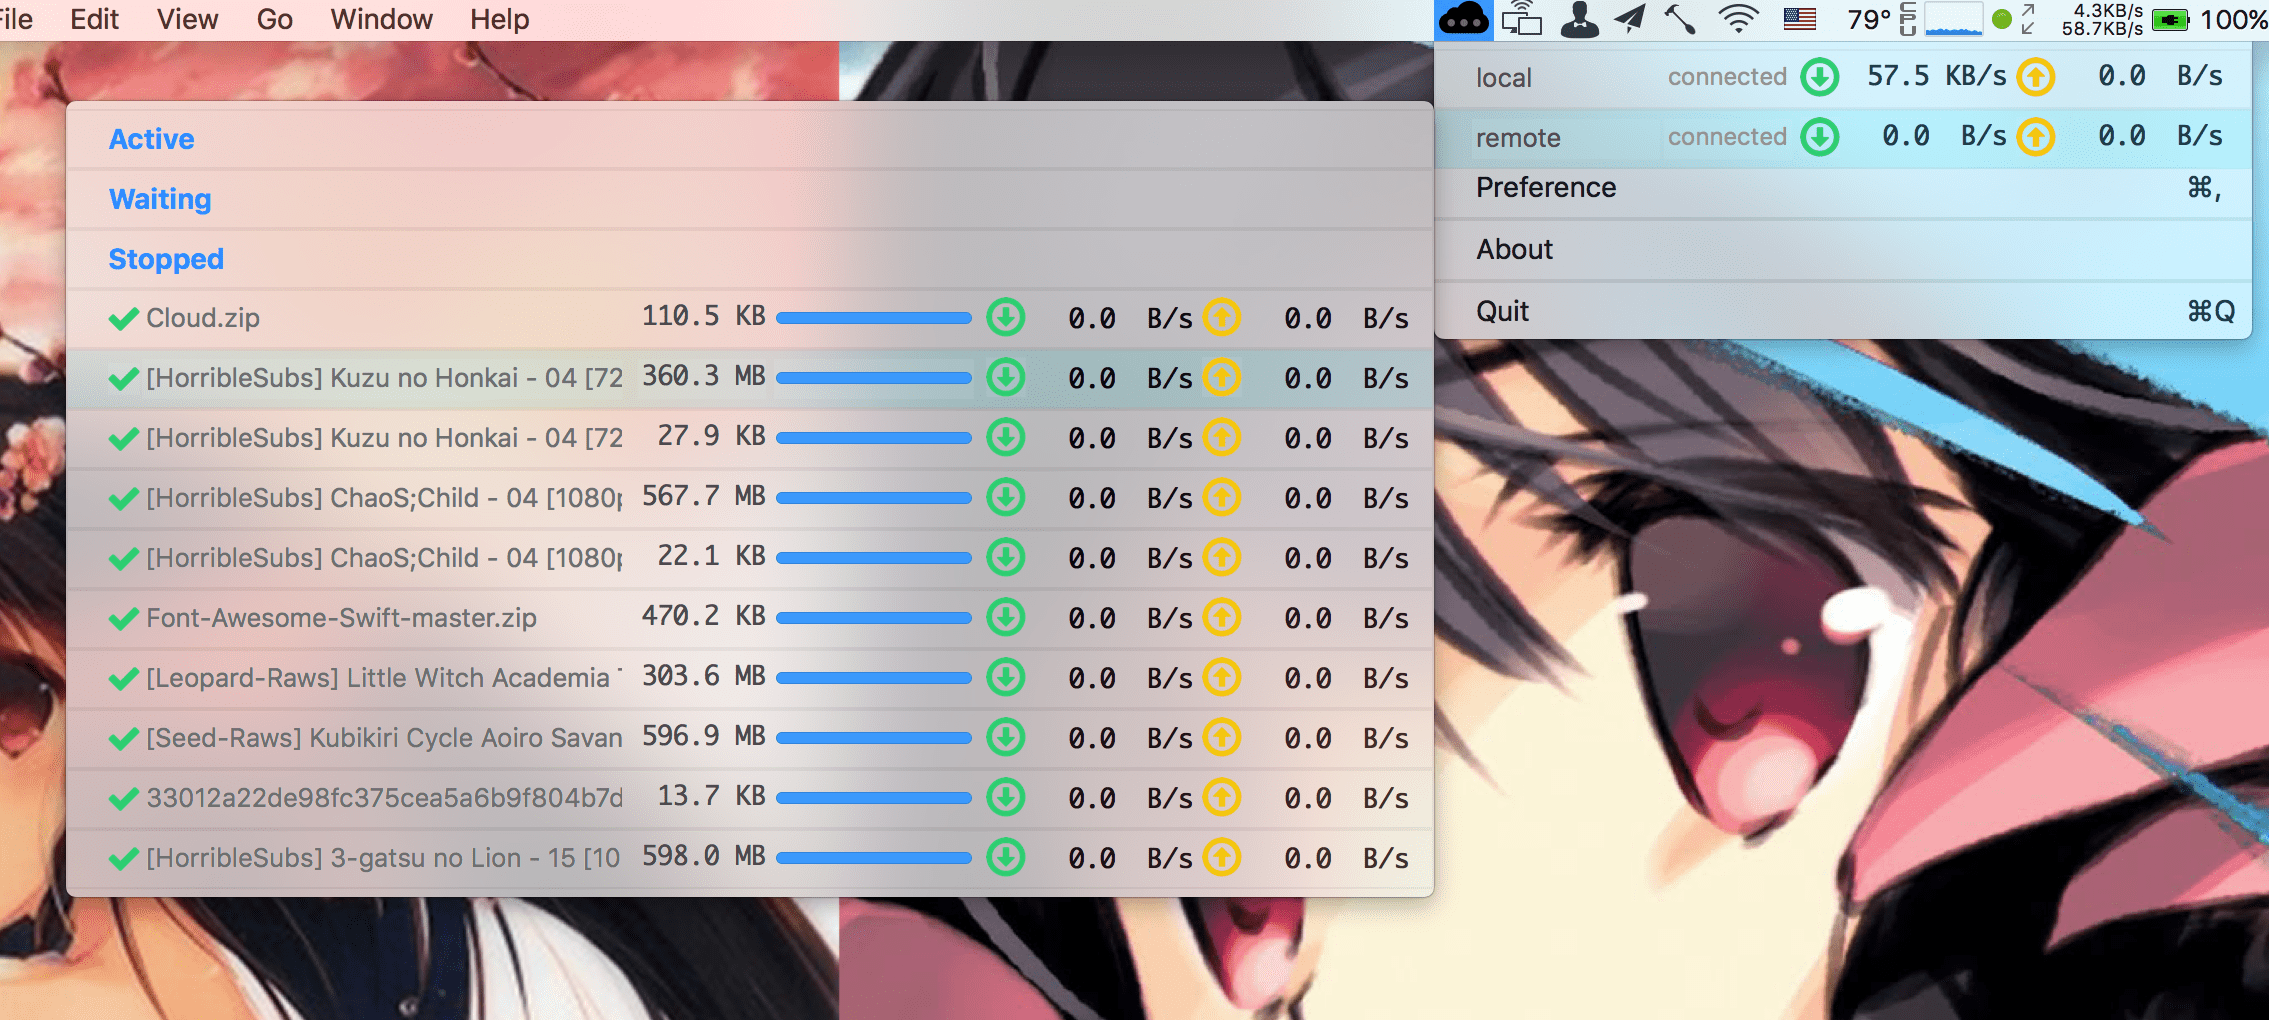 File Edit View Go Window Help 79° CPU 4.3KB/s 58.7KB/s 100%
local connected 57.5 KB/s 0.0 B/s
remote connected 0.0 B/s 0.0 B/s
Preference ⌘,
About
Quit ⌘Q
Active
Waiting
Stopped
Cloud.zip 110.5 KB 0.0 B/s 0.0 B/s
[HorribleSubs] Kuzu no Honkai - 04 [72 360.3 MB 0.0 B/s 0.0 B/s
[HorribleSubs] Kuzu no Honkai - 04 [72 27.9 KB 0.0 B/s 0.0 B/s
[HorribleSubs] ChaoS;Child - 04 [1080p 567.7 MB 0.0 B/s 0.0 B/s
[HorribleSubs] ChaoS;Child - 04 [1080p 22.1 KB 0.0 B/s 0.0 B/s
Font-Awesome-Swift-master.zip 470.2 KB 0.0 B/s 0.0 B/s
[Leopard-Raws] Little Witch Academia 303.6 MB 0.0 B/s 0.0 B/s
[Seed-Raws] Kubikiri Cycle Aoiro Savan 596.9 MB 0.0 B/s 0.0 B/s
33012a22de98fc375cea5a6b9f804b7d 13.7 KB 0.0 B/s 0.0 B/s
[HorribleSubs] 3-gatsu no Lion - 15 [10 598.0 MB 0.0 B/s 0.0 B/s